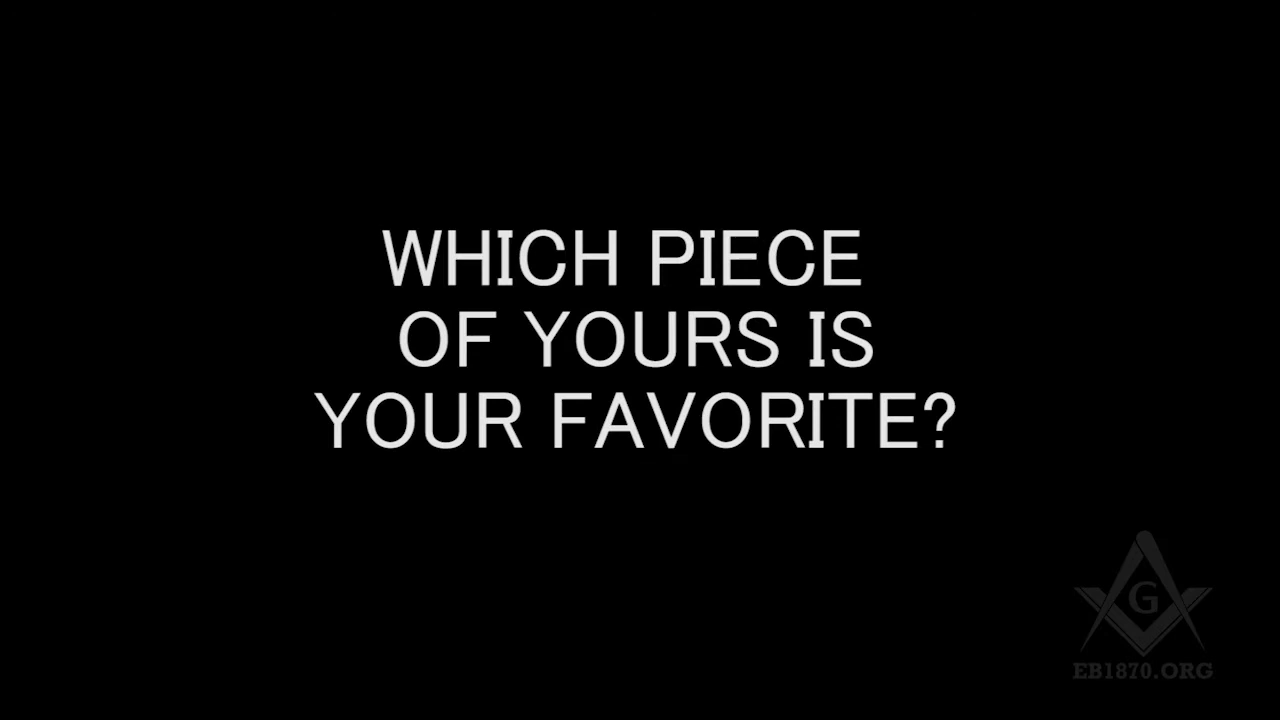 WHICH PIECE
OF YOURS IS
YOUR FAVORITE?
G
EB1870.ORG